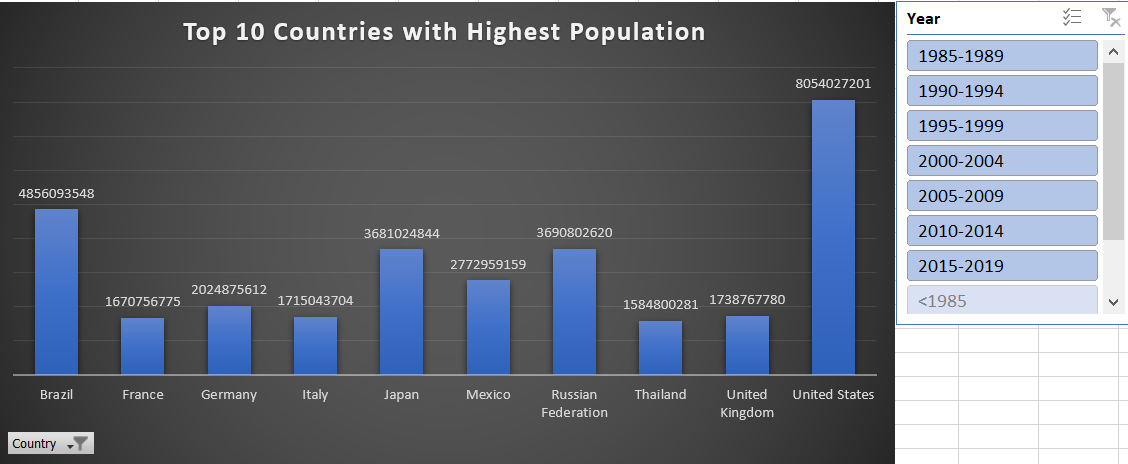 Top 10 Countries with Highest Population
8054027201
4856093548
3681024844
3690802620
2772959159
2024875612
1670756775
1715043704
1584800281
1738767780
Brazil
France
Germany
Italy
Japan
Mexico
Russian
Federation
Thailand
United
Kingdom
United States
Country
Year
1985-1989
1990-1994
1995-1999
2000-2004
2005-2009
2010-2014
2015-2019
<1985